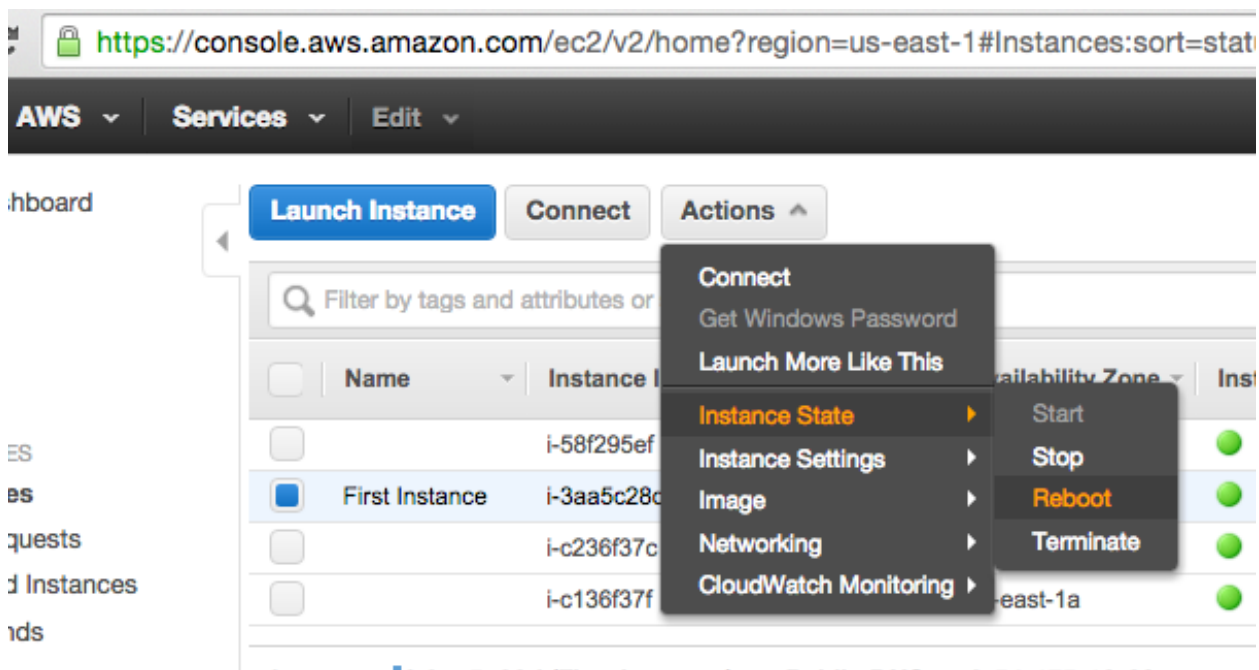 https://console.aws.amazon.com/ec2/v2/home?region=us-east-1#Instances:sort=stat
AWS Services Edit
hboard
Launch Instance Connect Actions
Connect
Filter by tags and attributes or
Get Windows Password
Launch More Like This
Name Instance I
vailability Zone Inst
Instance State
Start
ES
i-58f295ef
Instance Settings
Stop
es
First Instance i-3aa5c28c
Image
Reboot
quests
i-c236f37c
Networking
Terminate
d Instances
i-c136f37f
CloudWatch Monitoring
-east-1a
nds